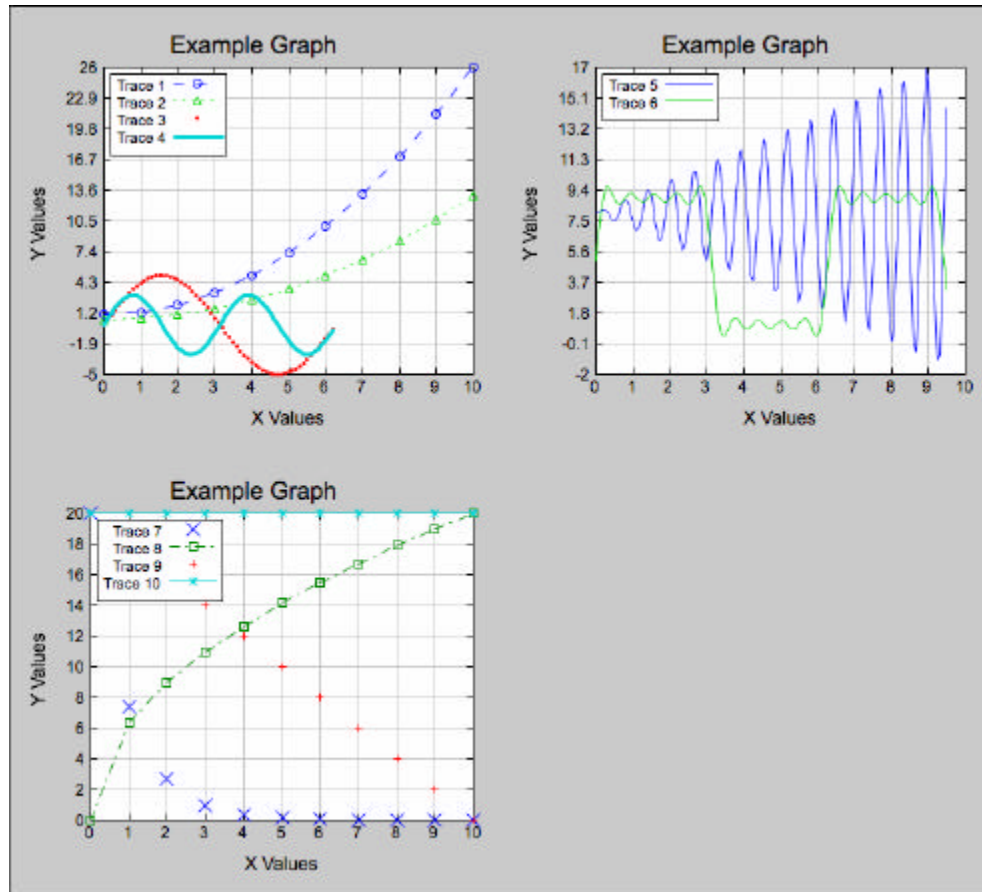 Example Graph
Y Values
26
22.9
19.8
16.7
13.6
10.5
7.4
4.3
1.2
-1.9
-5
Trace 1
Trace 2
Trace 3
Trace 4
0 1 2 3 4 5 6 7 8 9 10
X Values
Example Graph
Y Values
17
15.1
13.2
11.3
9.4
7.5
5.6
3.7
1.8
-0.1
-2
Trace 5
Trace 6
0 1 2 3 4 5 6 7 8 9 10
X Values
Example Graph
Y Values
20
18
16
14
12
10
8
6
4
2
0
Trace 7
Trace 8
Trace 9
Trace 10
0 1 2 3 4 5 6 7 8 9 10
X Values